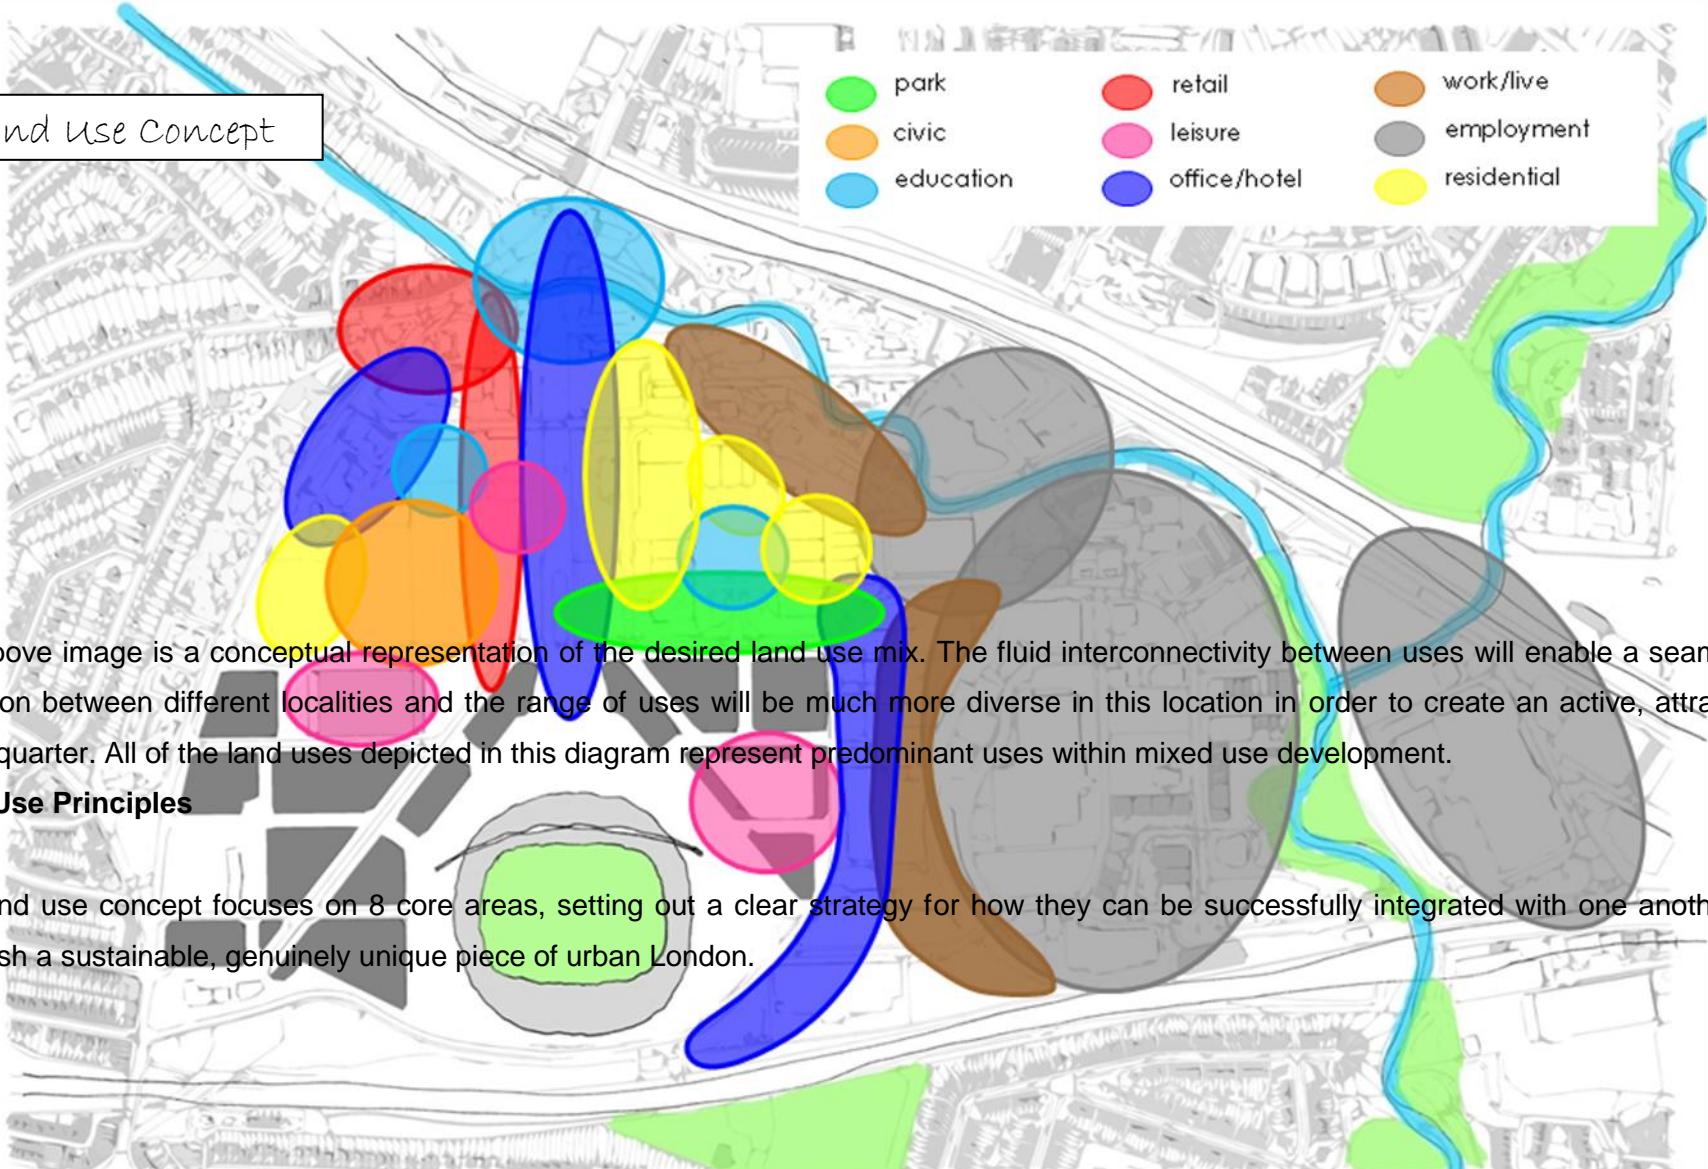 nd Use Concept
park
retail
work/live
civic
leisure
employment
education
office/hotel
residential
ove image is a conceptual representation of the desired land use mix. The fluid interconnectivity between uses will enable a sean
on between different localities and the range of uses will be much more diverse in this location in order to create an active, attra
quarter. All of the land uses depicted in this diagram represent predominant uses within mixed use development.
Use Principles
nd use concept focuses on 8 core areas, setting out a clear strategy for how they can be successfully integrated with one anoth
sh a sustainable, genuinely unique piece of urban London.